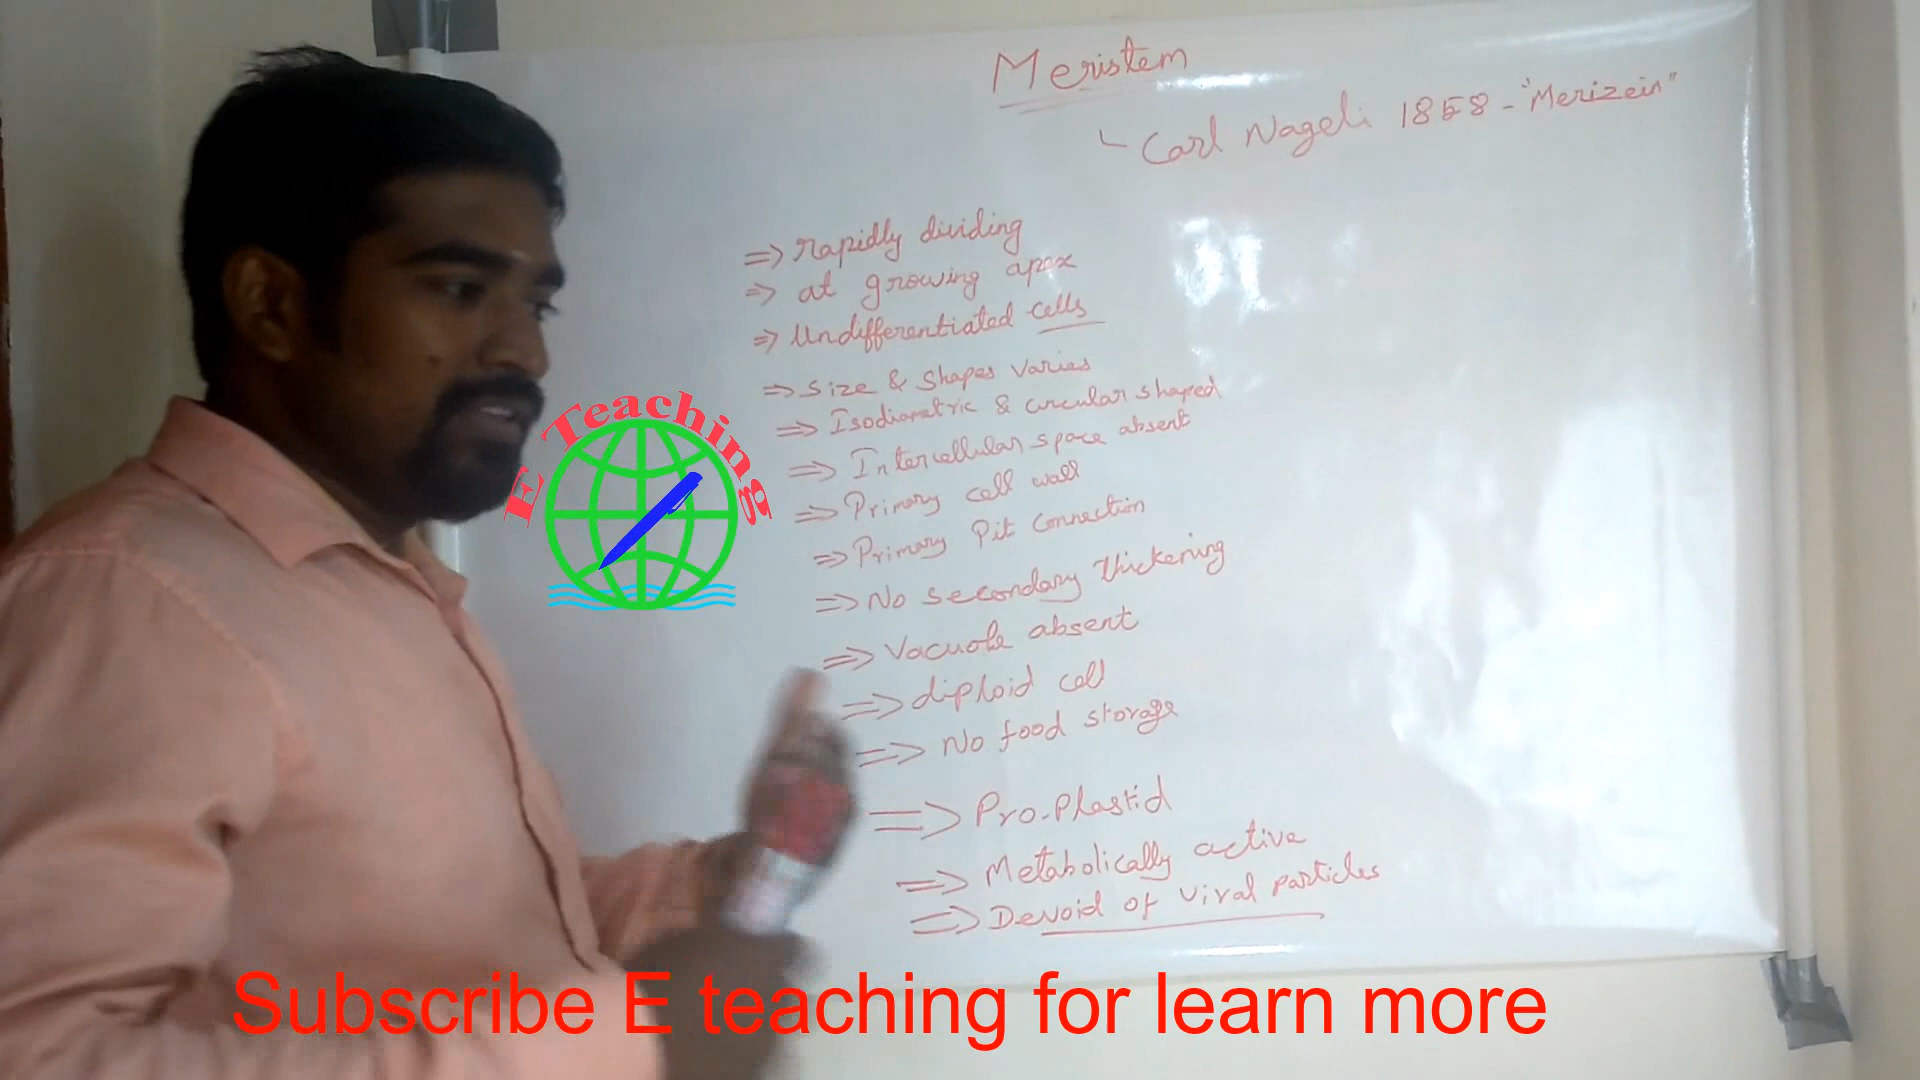 Meristem
Carl Nageli 1858 - "Merizein"
⇒ rapidly dividing
⇒ at growing apex
⇒ Undifferentiated cells
⇒ Size & Shapes Varies
⇒ Isodiametric & circular shaped
⇒ Intercellular space absent
⇒ Primary cell wall
⇒ Primary Pit Connection
⇒ No secondary thickening
⇒ Vacuole absent
⇒ diploid cell
⇒ No food storage
⇒ Pro-Plastid
⇒ Metabolically active
⇒ Devoid of Viral particles
E Teaching
Subscribe E teaching for learn more